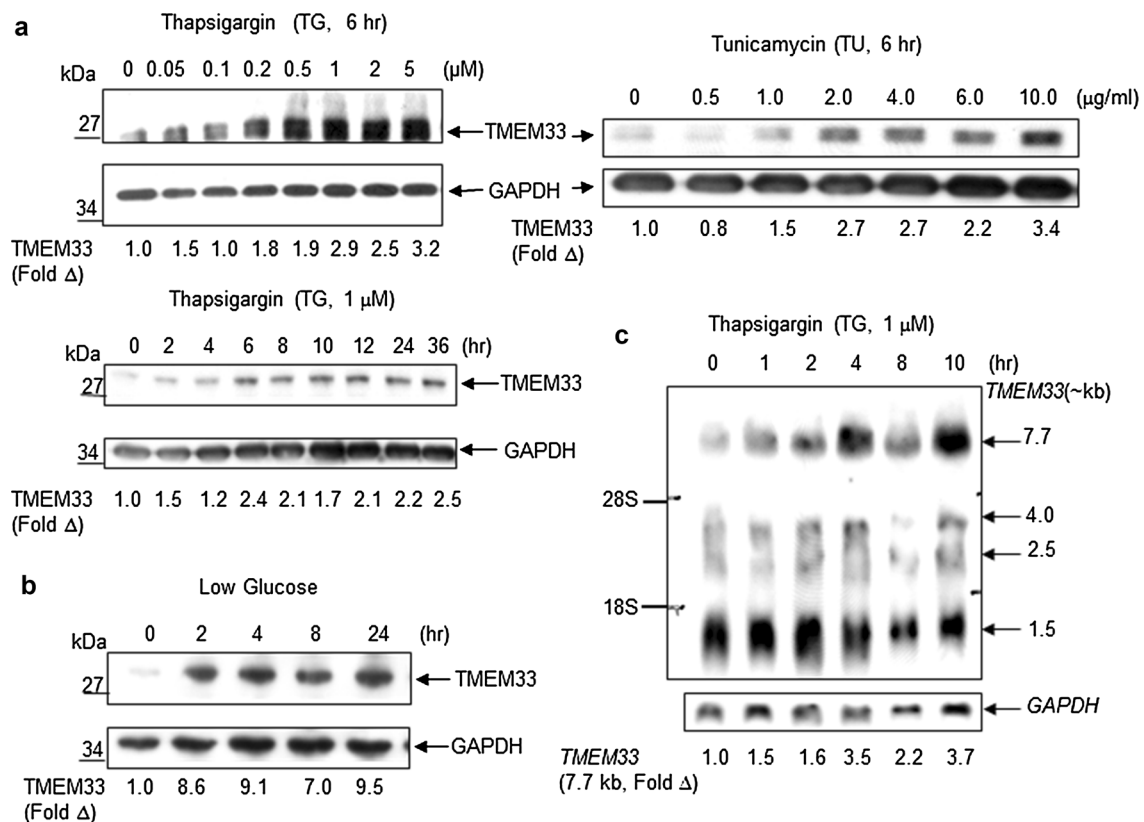 a
Thapsigargin (TG, 6 hr)
kDa 0 0.05 0.1 0.2 0.5 1 2 5 (μM)
27
TMEM33
GAPDH
34
TMEM33 1.0 1.5 1.0 1.8 1.9 2.9 2.5 3.2
(Fold Δ)
Tunicamycin (TU, 6 hr)
0 0.5 1.0 2.0 4.0 6.0 10.0 (μg/ml)
TMEM33 1.0 0.8 1.5 2.7 2.7 2.2 3.4
(Fold Δ)
Thapsigargin (TG, 1 μM)
kDa 0 2 4 6 8 10 12 24 36 (hr)
27 TMEM33
34 GAPDH
TMEM33 1.0 1.5 1.2 2.4 2.1 1.7 2.1 2.2 2.5
(Fold Δ)
b
Low Glucose
kDa 0 2 4 8 24 (hr)
27 TMEM33
34 GAPDH
TMEM33 1.0 8.6 9.1 7.0 9.5
(Fold Δ)
c
Thapsigargin (TG, 1 μM)
0 1 2 4 8 10 (hr)
TMEM33(~kb)
7.7
28S
4.0
2.5
18S
1.5
GAPDH
TMEM33 1.0 1.5 1.6 3.5 2.2 3.7
(7.7 kb, Fold Δ)